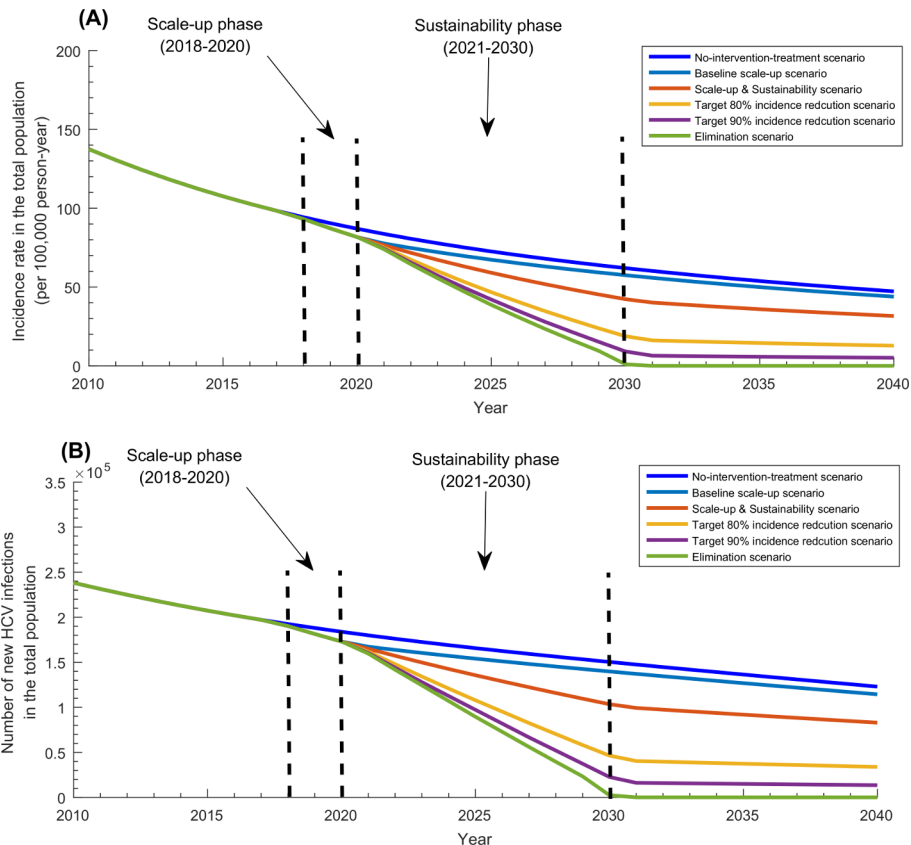 (A)
Scale-up phase
(2018-2020)
Sustainability phase
(2021-2030)
No-intervention-treatment scenario
Baseline scale-up scenario
Scale-up & Sustainability scenario
Target 80% incidence redcution scenario
Target 90% incidence redcution scenario
Elimination scenario
Incidence rate in the total population
(per 100,000 person-year)
200
150
100
50
0
2010
2015
2020
2025
2030
2035
2040
Year
(B)
Scale-up phase
(2018-2020)
Sustainability phase
(2021-2030)
No-intervention-treatment scenario
Baseline scale-up scenario
Scale-up & Sustainability scenario
Target 80% incidence redcution scenario
Target 90% incidence redcution scenario
Elimination scenario
Number of new HCV infections
in the total population
×10^5
3.5
3
2.5
2
1.5
1
0.5
0
2010
2015
2020
2025
2030
2035
2040
Year